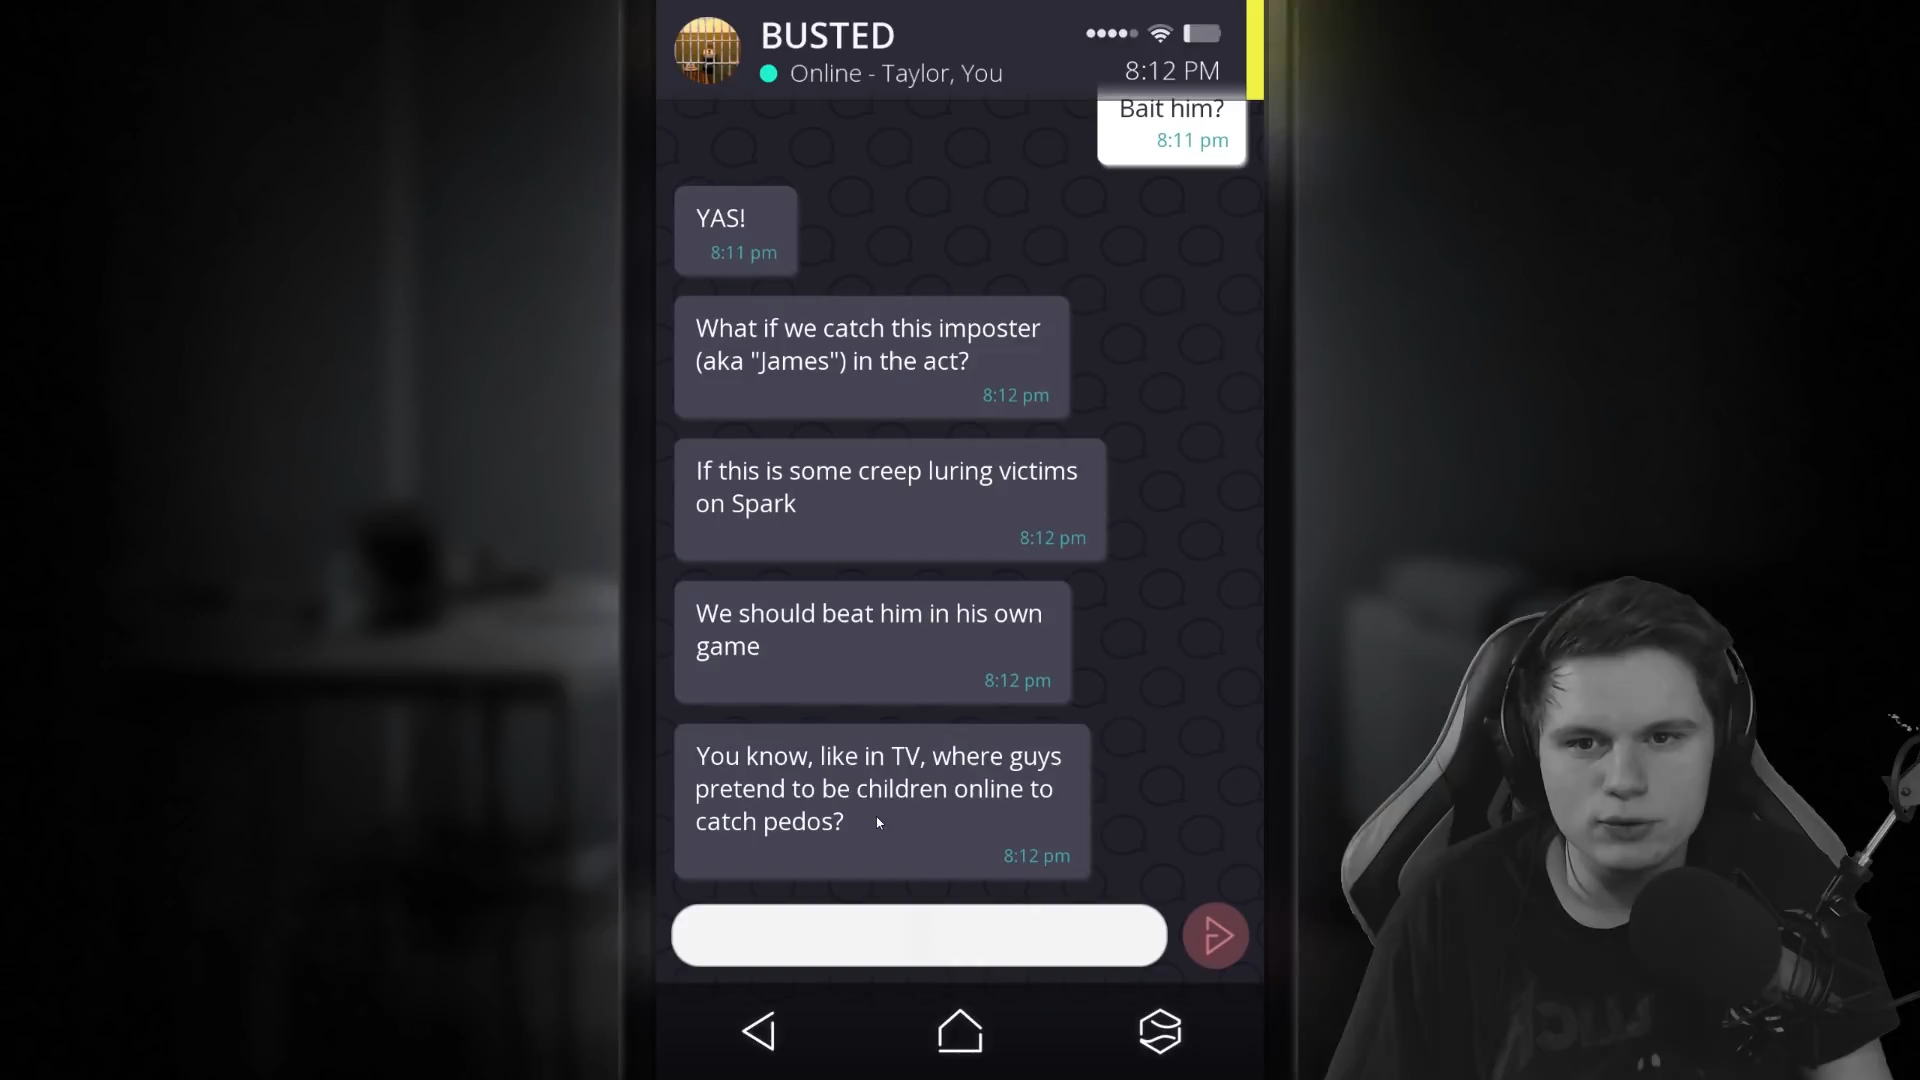 BUSTED
Online - Taylor, You
8:12 PM
Bait him?
8:11 pm
YAS!
8:11 pm
What if we catch this imposter
(aka "James") in the act?
8:12 pm
If this is some creep luring victims
on Spark
8:12 pm
We should beat him in his own
game
8:12 pm
You know, like in TV, where guys
pretend to be children online to
catch pedos?
8:12 pm